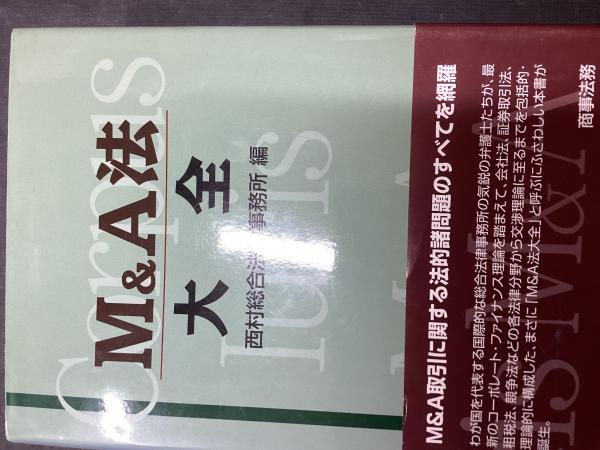 Corpus
Juris
M&A法
大全
西村総合法律事務所 編
M&A取引に関する法的諸問題のすべてを網羅
わが国を代表する国際的な総合法律事務所の気鋭の弁護士たちが、最
新のコーポレート・ファイナンス理論を踏まえて、会社法、証券取引法、
租税法、競争法などの各法律分野から交渉理論に至るまでを包括的・
理論的に構成した、まさに「M&A法大全」と呼ぶにふさわしい本書が
誕生。
商事法務